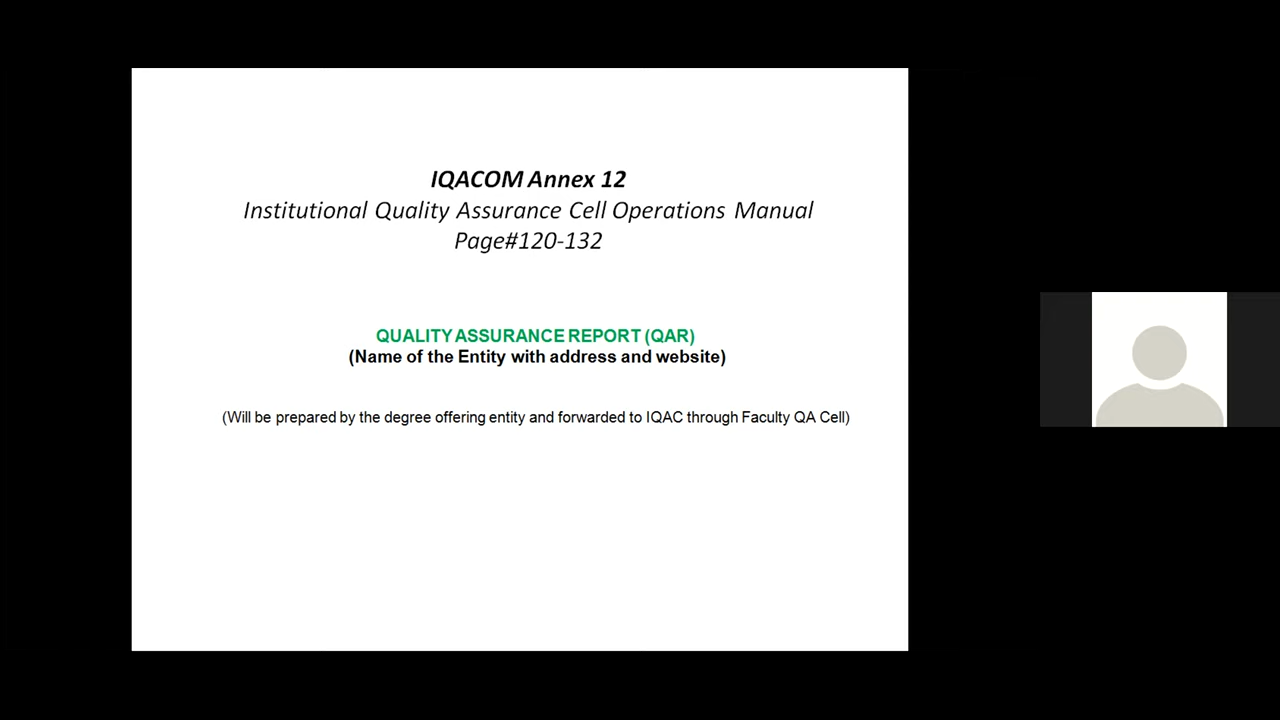 IQACOM Annex 12
Institutional Quality Assurance Cell Operations Manual
Page#120-132
QUALITY ASSURANCE REPORT (QAR)
(Name of the Entity with address and website)
(Will be prepared by the degree offering entity and forwarded to IQAC through Faculty QA Cell)